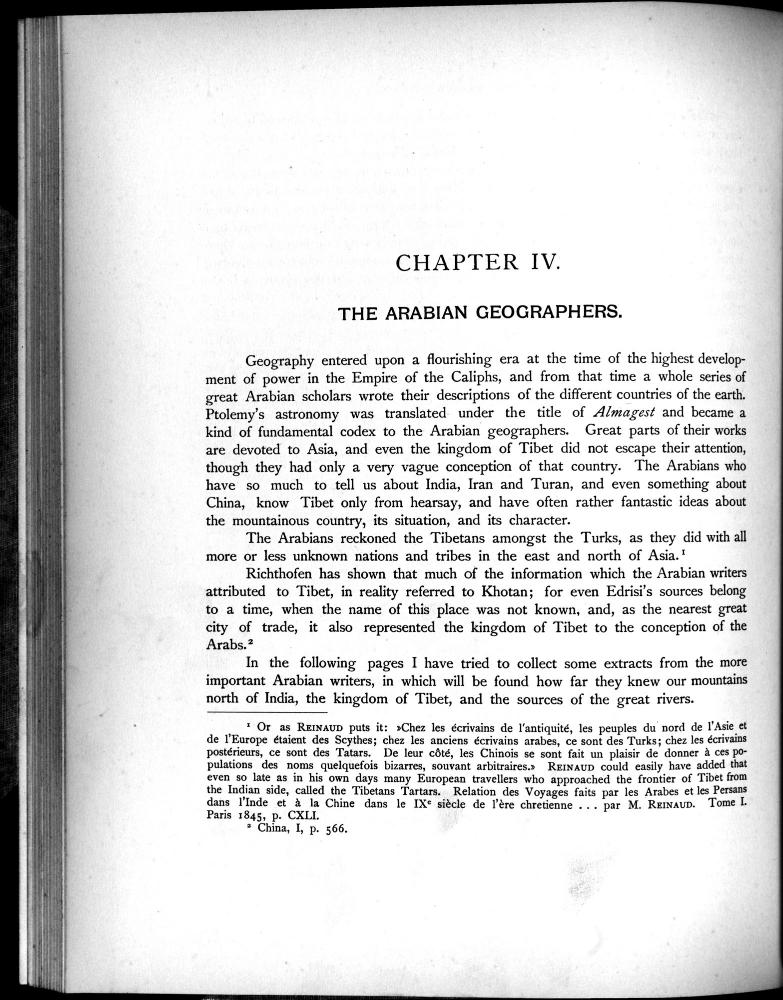 CHAPTER IV.
THE ARABIAN GEOGRAPHERS.
Geography entered upon a flourishing era at the time of the highest develop-
ment of power in the Empire of the Caliphs, and from that time a whole series of
great Arabian scholars wrote their descriptions of the different countries of the earth.
Ptolemy's astronomy was translated under the title of Almagest and became a
kind of fundamental codex to the Arabian geographers. Great parts of their works
are devoted to Asia, and even the kingdom of Tibet did not escape their attention,
though they had only a very vague conception of that country. The Arabians who
have so much to tell us about India, Iran and Turan, and even something about
China, know Tibet only from hearsay, and have often rather fantastic ideas about
the mountainous country, its situation, and its character.
The Arabians reckoned the Tibetans amongst the Turks, as they did with all
more or less unknown nations and tribes in the east and north of Asia.¹
Richthofen has shown that much of the information which the Arabian writers
attributed to Tibet, in reality referred to Khotan; for even Edrisi's sources belong
to a time, when the name of this place was not known, and, as the nearest great
city of trade, it also represented the kingdom of Tibet to the conception of the
Arabs.²
In the following pages I have tried to collect some extracts from the more
important Arabian writers, in which will be found how far they knew our mountains
north of India, the kingdom of Tibet, and the sources of the great rivers.
¹ Or as REINAUD puts it: »Chez les écrivains de l'antiquité, les peuples du nord de l'Asie et
de l'Europe étaient des Scythes; chez les anciens écrivains arabes, ce sont des Turks; chez les écrivains
postérieurs, ce sont des Tatars. De leur côté, les Chinois se sont fait un plaisir de donner à ces po-
pulations des noms quelquefois bizarres, souvant arbitraires.» REINAUD could easily have added that
even so late as in his own days many European travellers who approached the frontier of Tibet from
the Indian side, called the Tibetans Tartars. Relation des Voyages faits par les Arabes et les Persans
dans l'Inde et à la Chine dans le IXᵉ siècle de l'ère chretienne . . . par M. REINAUD. Tome I.
Paris 1845, p. CXLI.
² China, I, p. 566.